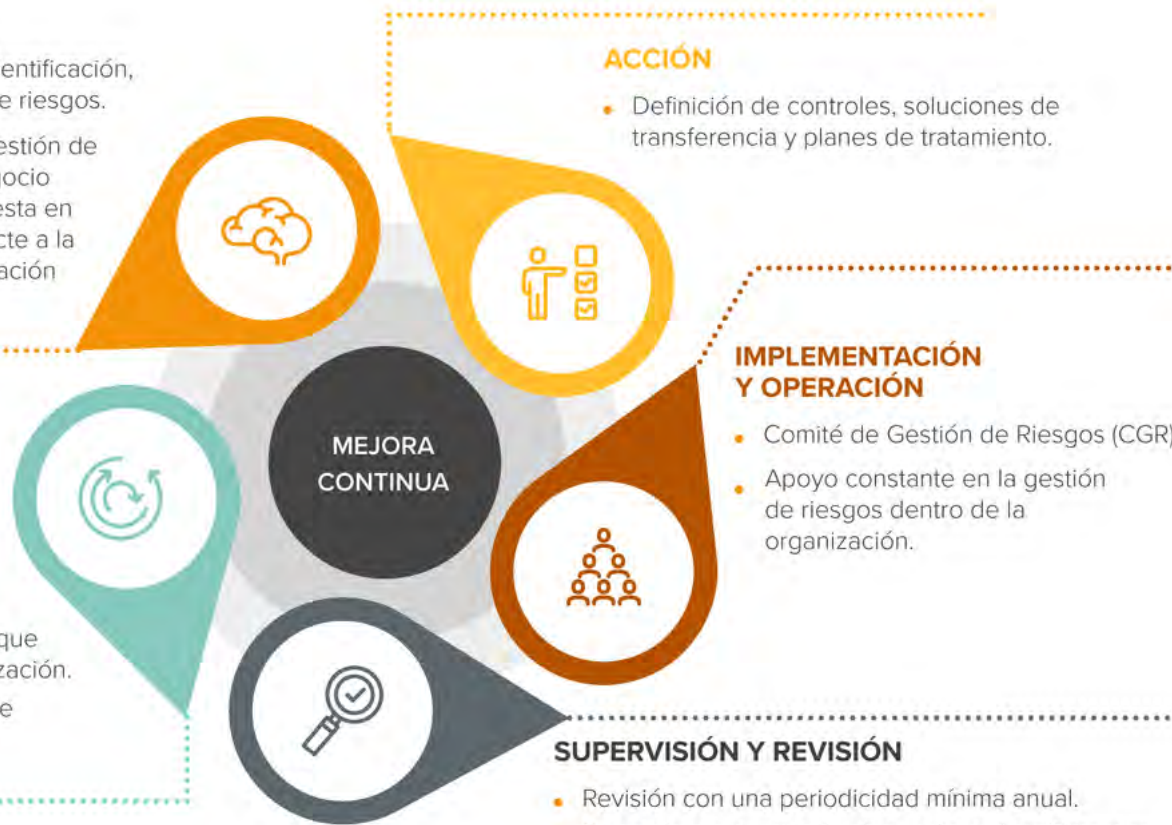 entificación,
e riesgos.
estión de
gocio
esta en
cte a la
ación
ACCIÓN
Definición de controles, soluciones de
transferencia y planes de tratamiento.
MEJORA
CONTINUA
IMPLEMENTACIÓN
Y OPERACIÓN
Comité de Gestión de Riesgos (CGR)
Apoyo constante en la gestión
de riesgos dentro de la
organización.
que
ización.
e
SUPERVISIÓN Y REVISIÓN
Revisión con una periodicidad mínima anual.